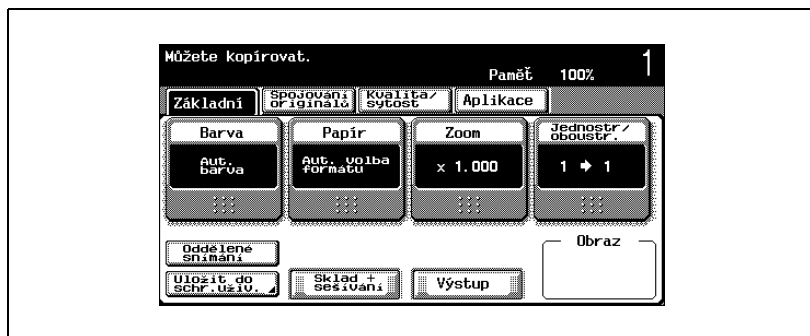 Můžete kopírovat.
Paměť 100% 1
Základní
Spojování
originálů
Kvalita/
sytost
Aplikace
Barva
Aut.
barva
Papír
Aut. volba
formátu
Zoom
x 1.000
Jednostr/
oboustr.
1 ➜ 1
Oddělené
snímání
Uložit do
schr.uživ.
Sklad +
sešívání
Výstup
Obraz